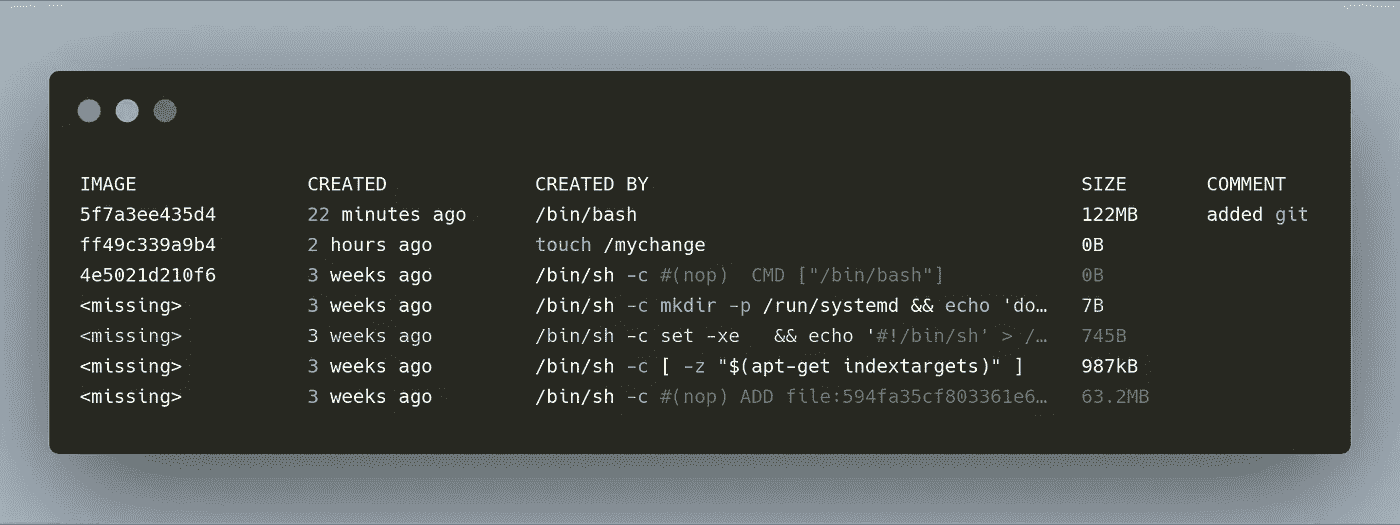 IMAGE CREATED CREATED BY SIZE COMMENT
5f7a3ee435d4 22 minutes ago /bin/bash 122MB added git
ff49c339a9b4 2 hours ago touch /mychange 0B
4e5021d210f6 3 weeks ago /bin/sh -c #(nop)  CMD ["/bin/bash"] 0B
<missing> 3 weeks ago /bin/sh -c mkdir -p /run/systemd && echo 'do… 7B
<missing> 3 weeks ago /bin/sh -c set -xe   && echo '#!/bin/sh' > /… 745B
<missing> 3 weeks ago /bin/sh -c [ -z "$(apt-get indextargets)" ] 987kB
<missing> 3 weeks ago /bin/sh -c #(nop) ADD file:594fa35cf803361e6… 63.2MB